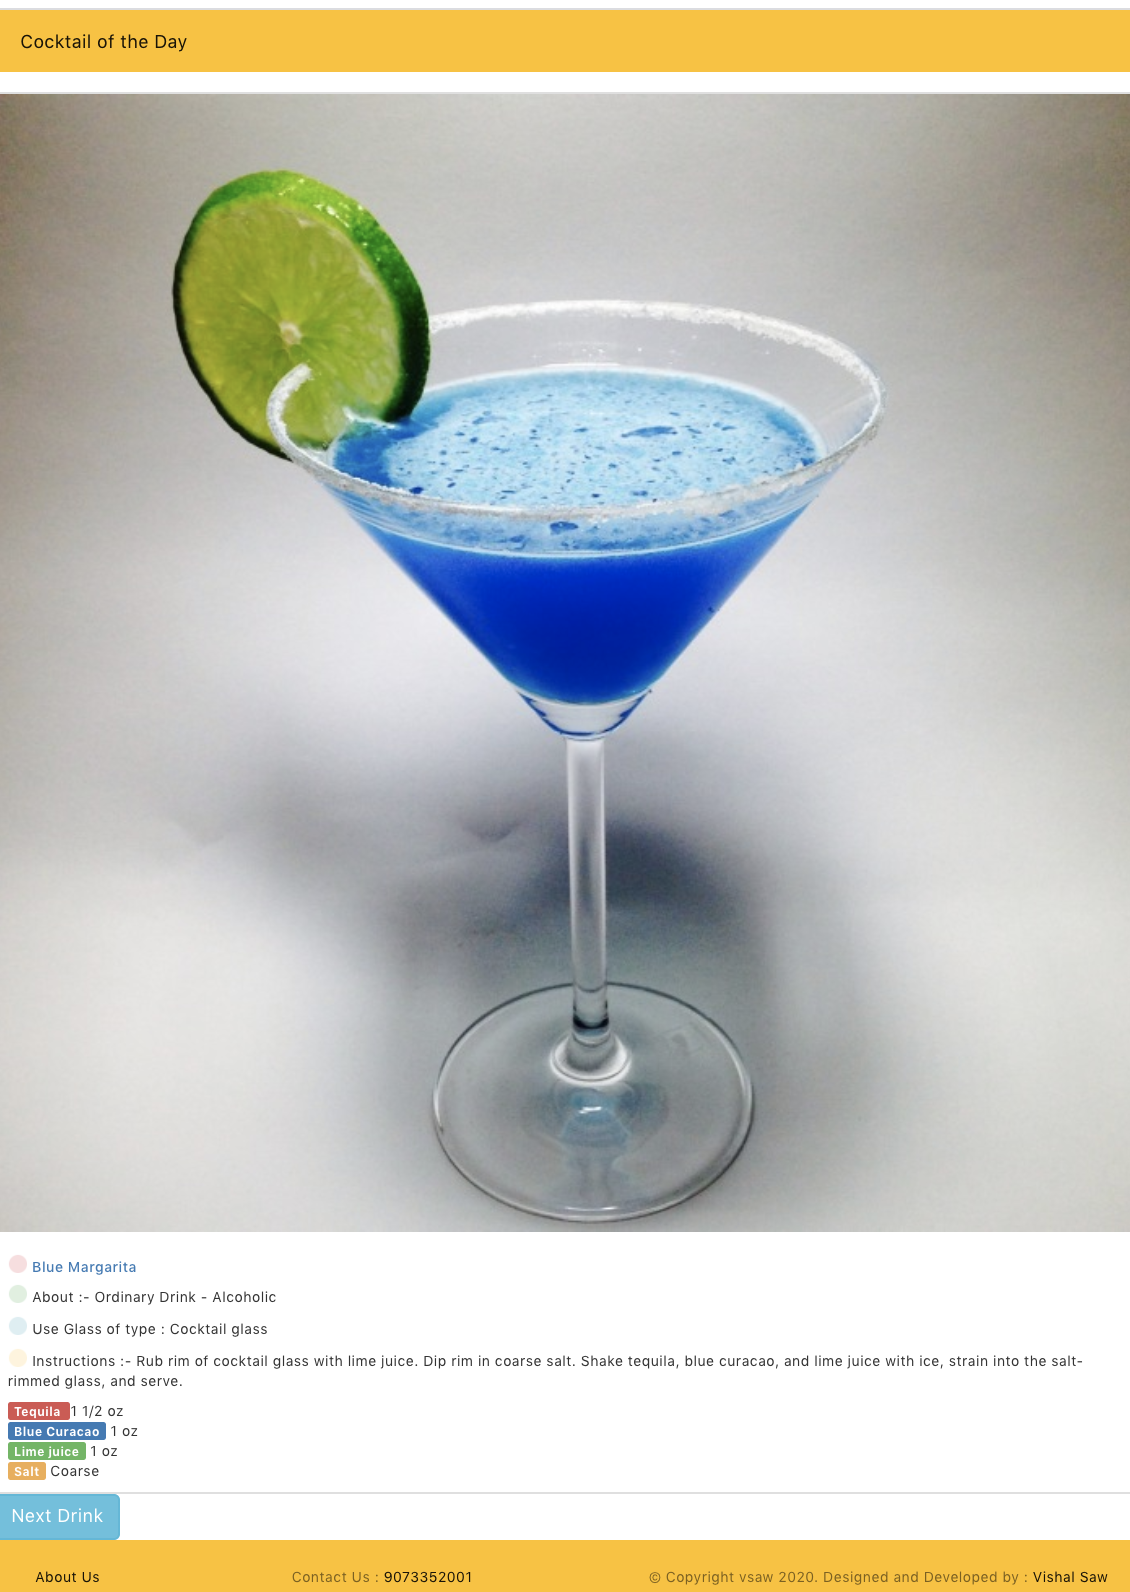 Cocktail of the Day
Blue Margarita
About :- Ordinary Drink - Alcoholic
Use Glass of type : Cocktail glass
Instructions :- Rub rim of cocktail glass with lime juice. Dip rim in coarse salt. Shake tequila, blue curacao, and lime juice with ice, strain into the salt-
rimmed glass, and serve.
Tequila 1 1/2 oz
Blue Curacao 1 oz
Lime juice 1 oz
Salt Coarse
Next Drink
About Us Contact Us : 9073352001 © Copyright vsaw 2020. Designed and Developed by : Vishal Saw